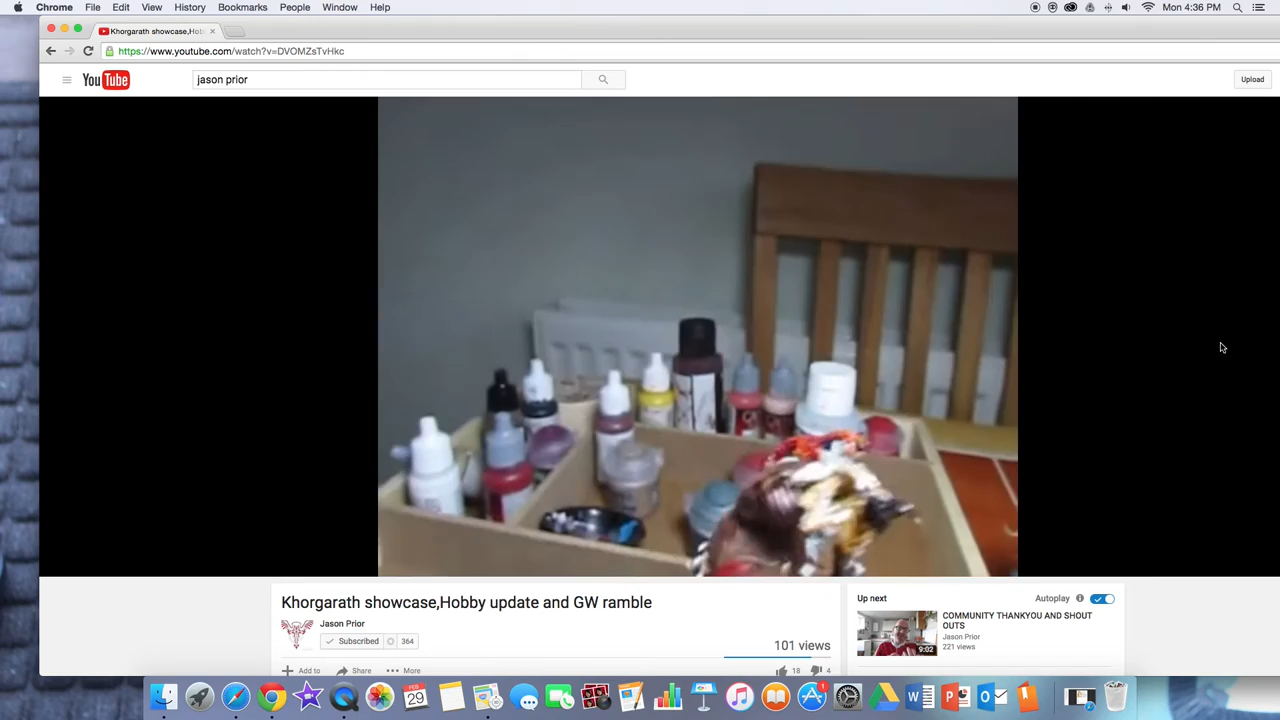 Chrome File Edit View History Bookmarks People Window Help Mon 4:36 PM
Khorgarath showcase,Hob
https://www.youtube.com/watch?v=DVOMZsTvHkc
YouTube jason prior Upload
Khorgarath showcase,Hobby update and GW ramble
Jason Prior
Subscribed 364
101 views
Add to Share More 18 4
Up next Autoplay
COMMUNITY THANKYOU AND SHOUT
OUTS
Jason Prior
221 views
9:02
FEB
29
1
W P